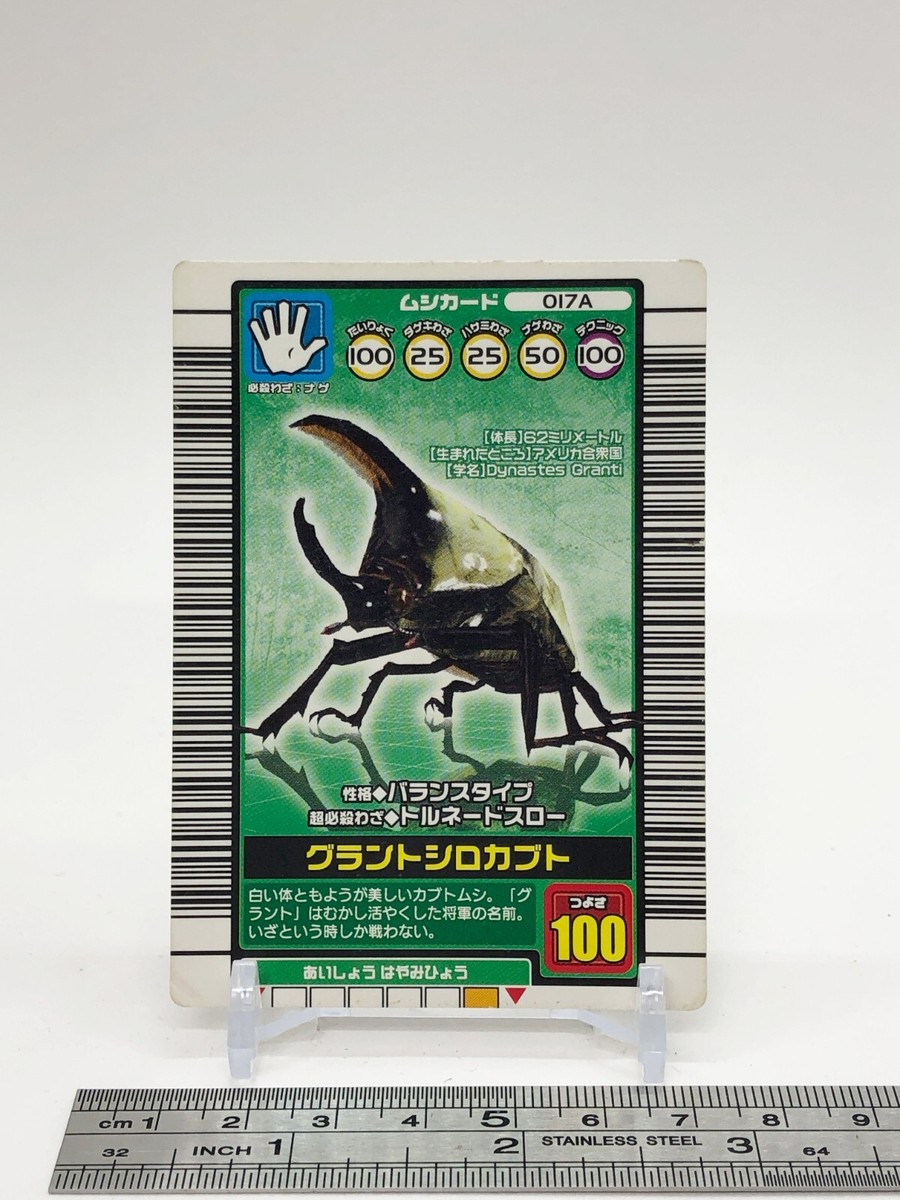 ムシカード 017A
たいりょく ダゲキわざ ハサミわざ ナゲわざ テクニック
100 25 25 50 100
必殺わざ:ナゲ
【体長】62ミリメートル
【生まれたところ】アメリカ合衆国
【学名】Dynastes Granti
性格◆バランスタイプ
超必殺わざ◆トルネードスロー
グラントシロカブト
白い体ともようが美しいカブトムシ。「グ
ラント」はむかし活やくした将軍の名前。
いざという時しか戦わない。
つよさ
100
あいしょう はやみひょう
cm 1 2 3 4 5 6 7 8 9
32 INCH 1 2 STAINLESS STEEL 3 64